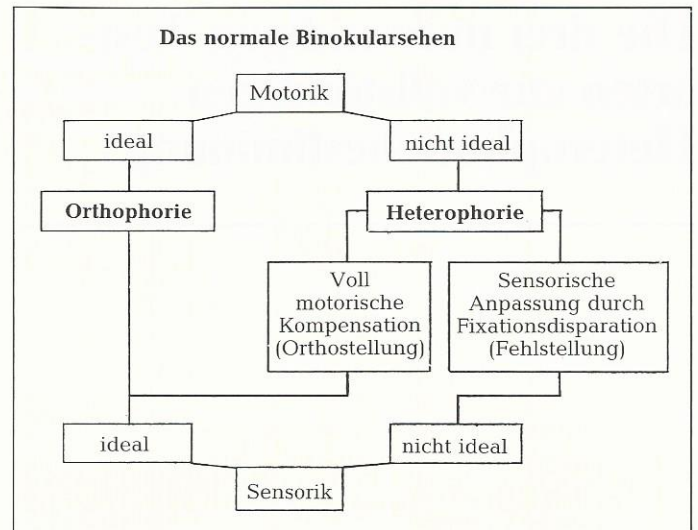 Das normale Binokularsehen
Motorik
ideal
nicht ideal
Orthophorie
Heterophorie
Voll
motorische
Kompensation
(Orthostellung)
Sensorische
Anpassung durch
Fixationsdisparation
(Fehlstellung)
ideal
nicht ideal
Sensorik